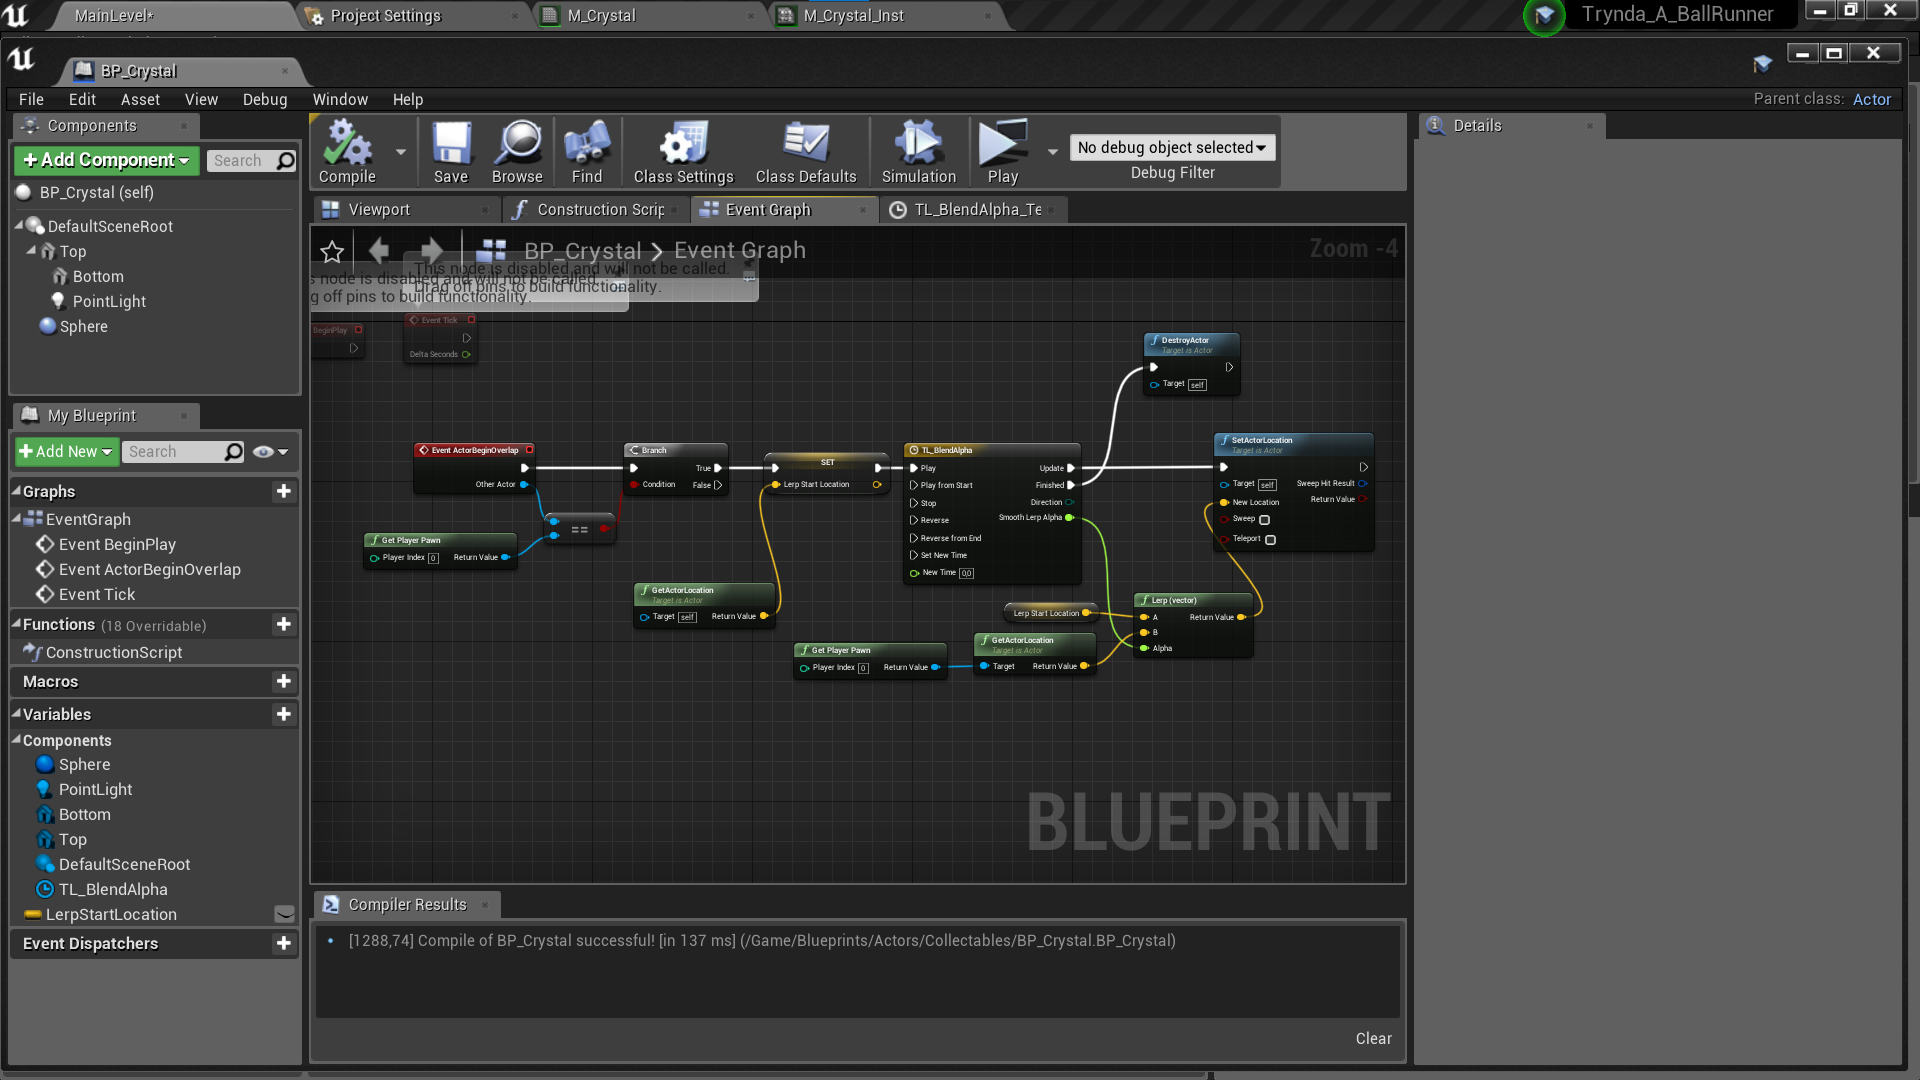 MainLevel*
Project Settings
M_Crystal
M_Crystal_Inst
Trynda_A_BallRunner
BP_Crystal
File Edit Asset View Debug Window Help
Parent class: Actor
Components
+ Add Component
Search
BP_Crystal (self)
DefaultSceneRoot
Top
Bottom
PointLight
Sphere
My Blueprint
+ Add New
Search
Graphs
EventGraph
Event BeginPlay
Event ActorBeginOverlap
Event Tick
Functions (18 Overridable)
ConstructionScript
Macros
Variables
Components
Sphere
PointLight
Bottom
Top
DefaultSceneRoot
TL_BlendAlpha
LerpStartLocation
Event Dispatchers
Compile
Save
Browse
Find
Class Settings
Class Defaults
Simulation
Play
No debug object selected
Debug Filter
Viewport
Construction Scrip
Event Graph
TL_BlendAlpha_Te
BP_Crystal > Event Graph
Zoom -4
This node is disabled and will not be called.
Drag off pins to build functionality.
s node is disabled and will not be called.
g off pins to build functionality.
BeginPlay
Event Tick
Delta Seconds
DestroyActor
Target is Actor
Target self
Event ActorBeginOverlap
Other Actor
Branch
True
Condition False
SET
Lerp Start Location
TL_BlendAlpha
Play Update
Play from Start Finished
Stop Direction
Reverse Smooth Lerp Alpha
Reverse from End
Set New Time
New Time 0,0
SetActorLocation
Target is Actor
Target self Sweep Hit Result
New Location Return Value
Sweep
Teleport
==
Get Player Pawn
Player Index 0 Return Value
GetActorLocation
Target is Actor
Target self Return Value
Lerp Start Location
Lerp (vector)
A Return Value
B
Alpha
Get Player Pawn
Player Index 0 Return Value
GetActorLocation
Target is Actor
Target Return Value
BLUEPRINT
Compiler Results
[1288,74] Compile of BP_Crystal successful! [in 137 ms] (/Game/Blueprints/Actors/Collectables/BP_Crystal.BP_Crystal)
Clear
Details